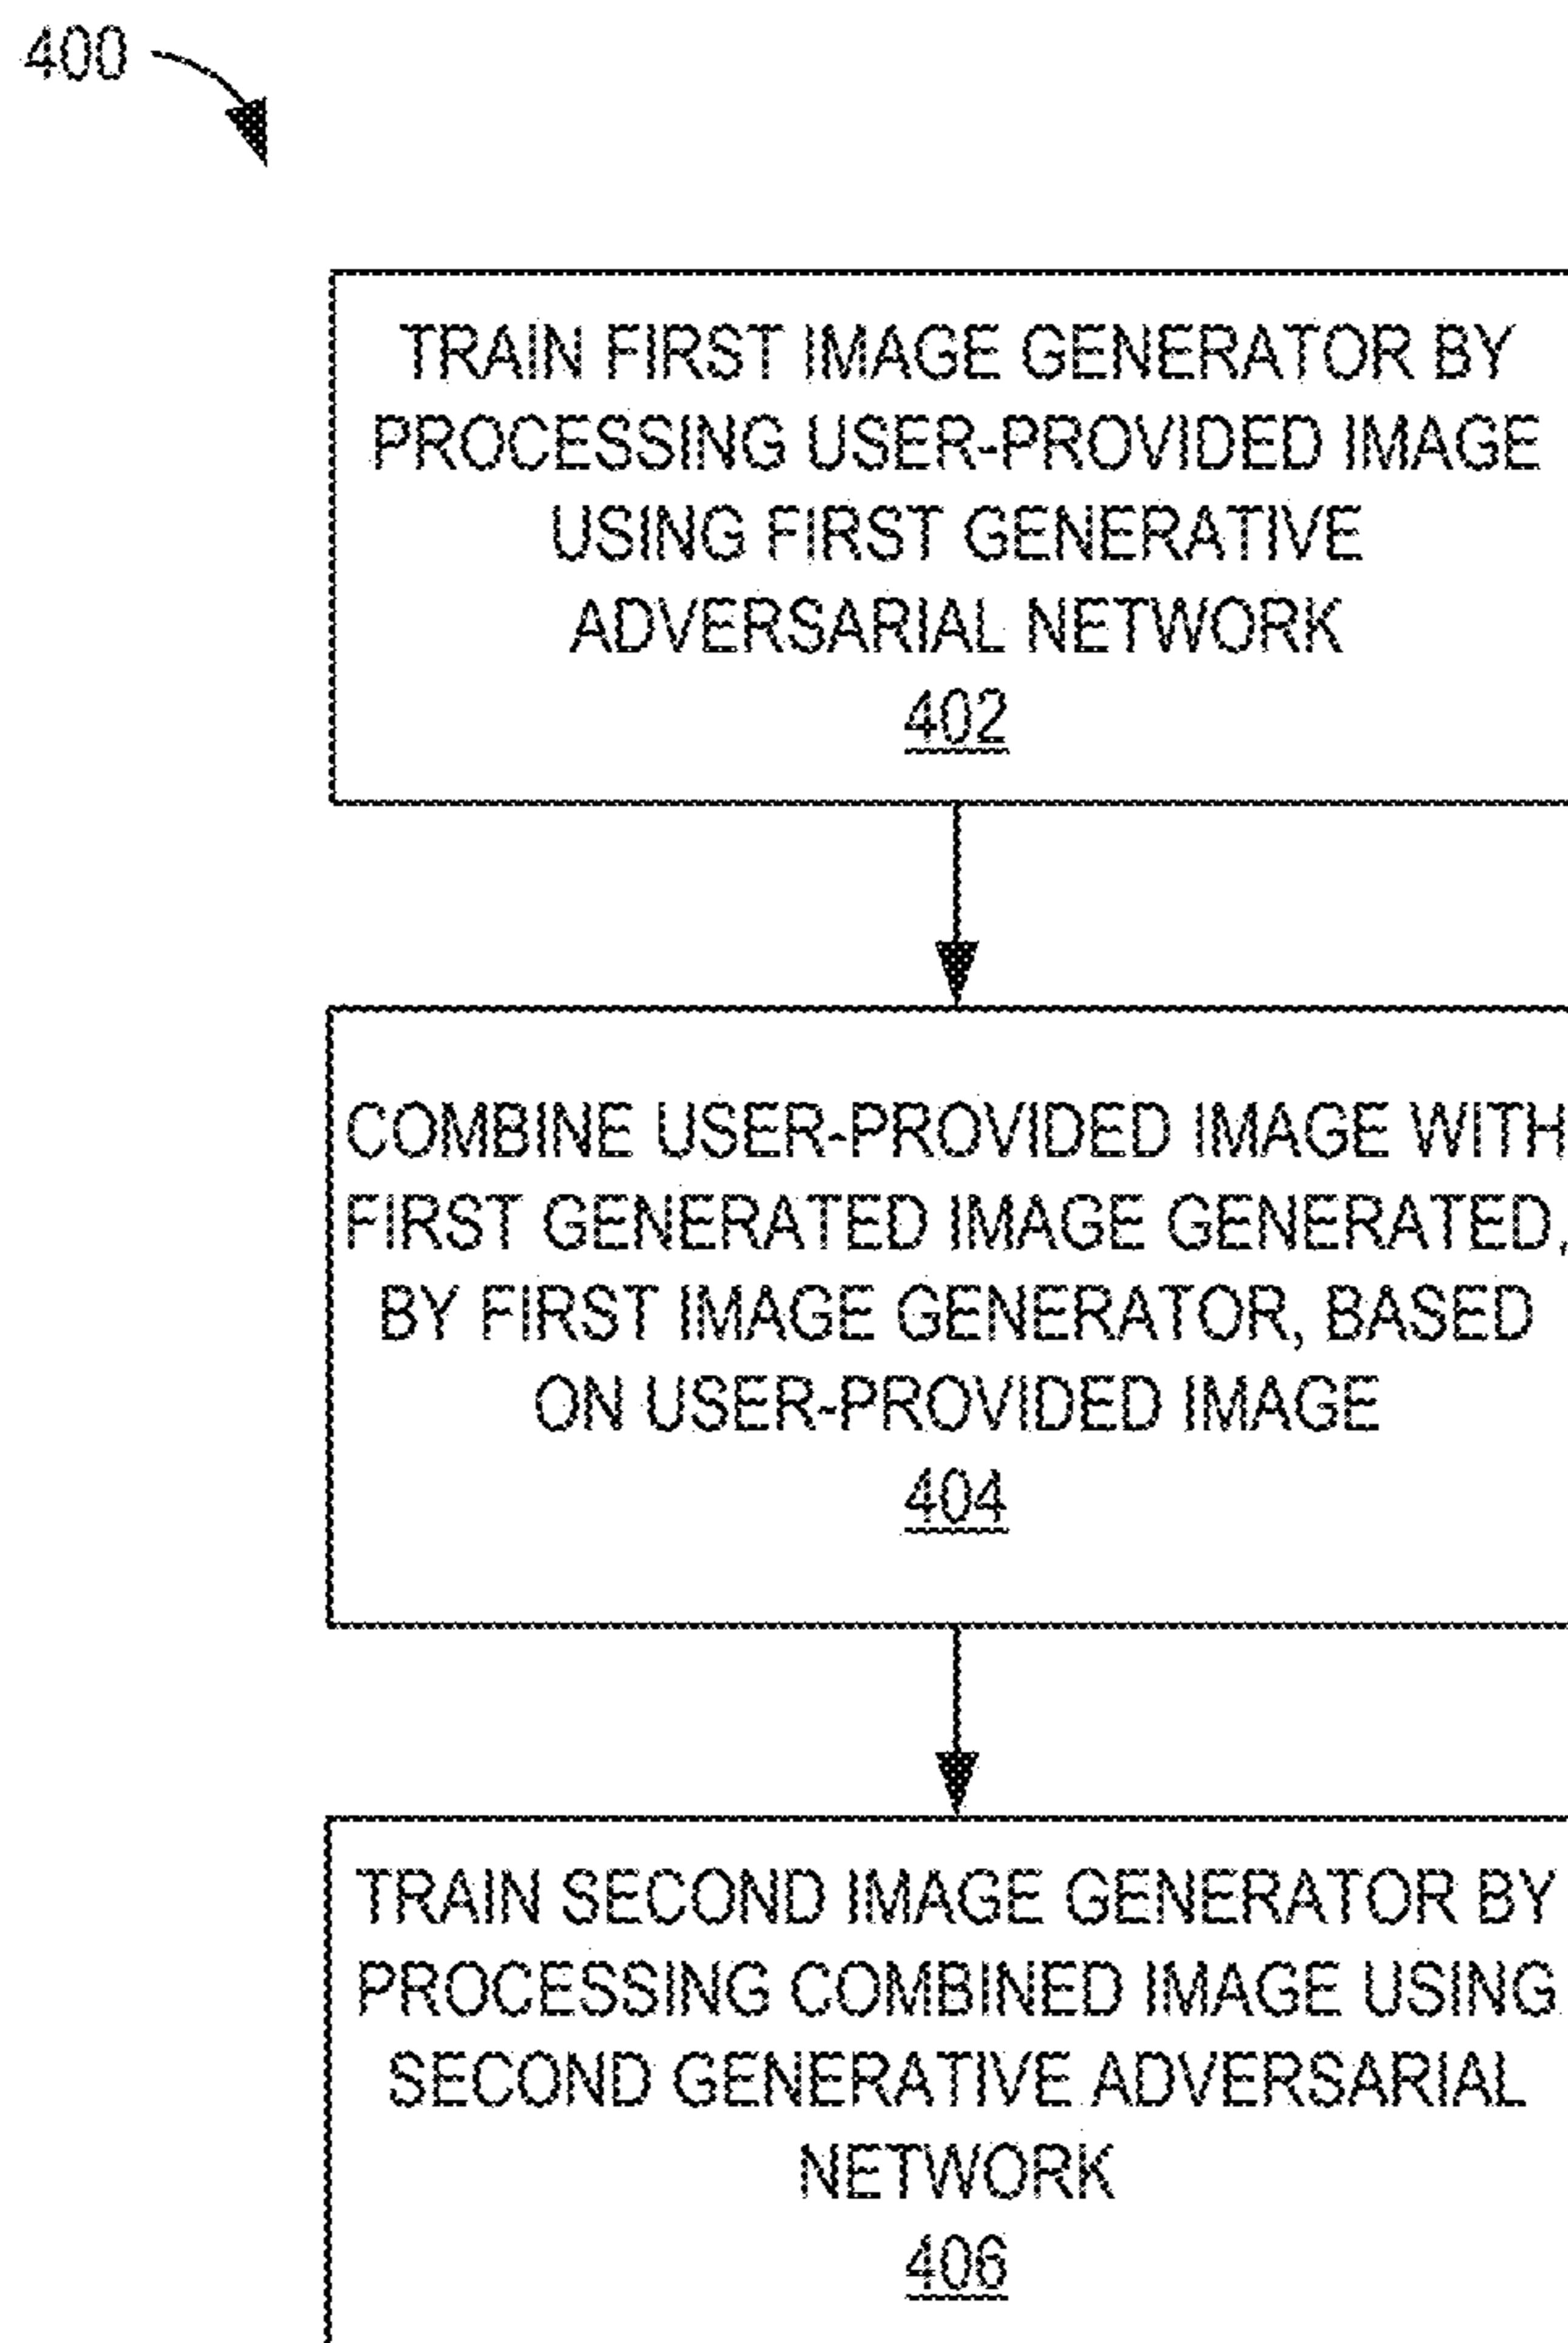 400
TRAIN FIRST IMAGE GENERATOR BY
PROCESSING USER-PROVIDED IMAGE
USING FIRST GENERATIVE
ADVERSARIAL NETWORK
402
COMBINE USER-PROVIDED IMAGE WITH
FIRST GENERATED IMAGE GENERATED,
BY FIRST IMAGE GENERATOR, BASED
ON USER-PROVIDED IMAGE
404
TRAIN SECOND IMAGE GENERATOR BY
PROCESSING COMBINED IMAGE USING
SECOND GENERATIVE ADVERSARIAL
NETWORK
406